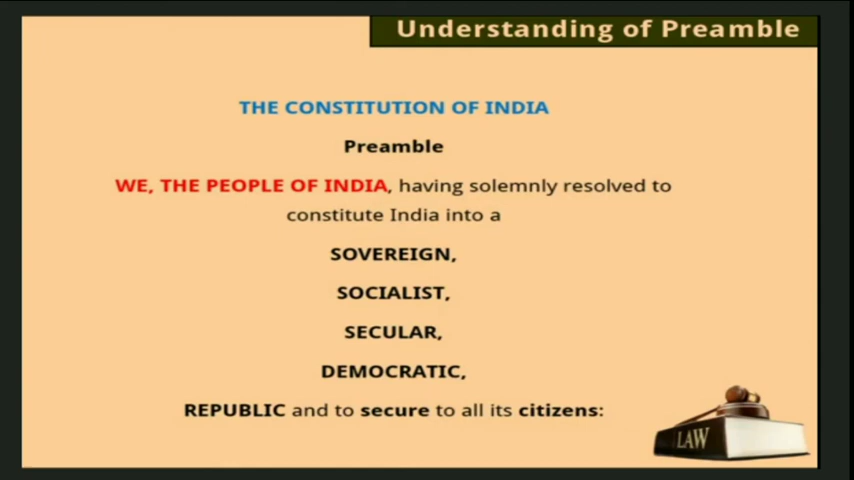 Understanding of Preamble
THE CONSTITUTION OF INDIA
Preamble
WE, THE PEOPLE OF INDIA, having solemnly resolved to
constitute India into a
SOVEREIGN,
SOCIALIST,
SECULAR,
DEMOCRATIC,
REPUBLIC and to secure to all its citizens:
LAW